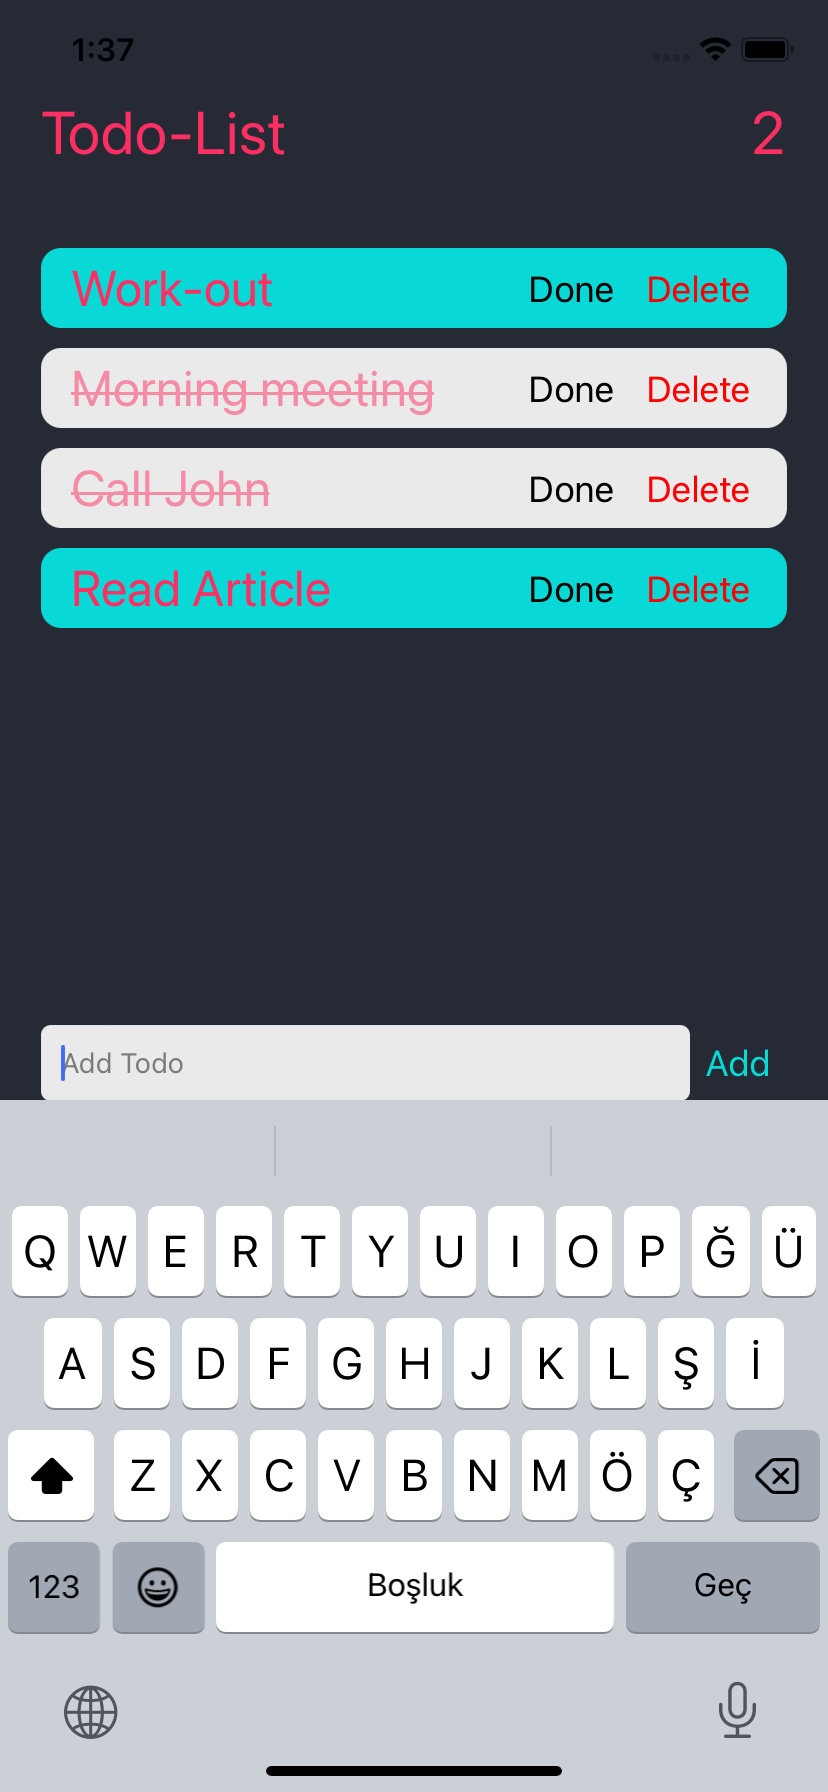 1:37
Todo-List 2
Work-out Done Delete
Morning meeting Done Delete
Call John Done Delete
Read Article Done Delete
Add Todo Add
Q W E R T Y U I O P Ğ Ü
A S D F G H J K L Ş İ
Z X C V B N M Ö Ç
123 Boşluk Geç